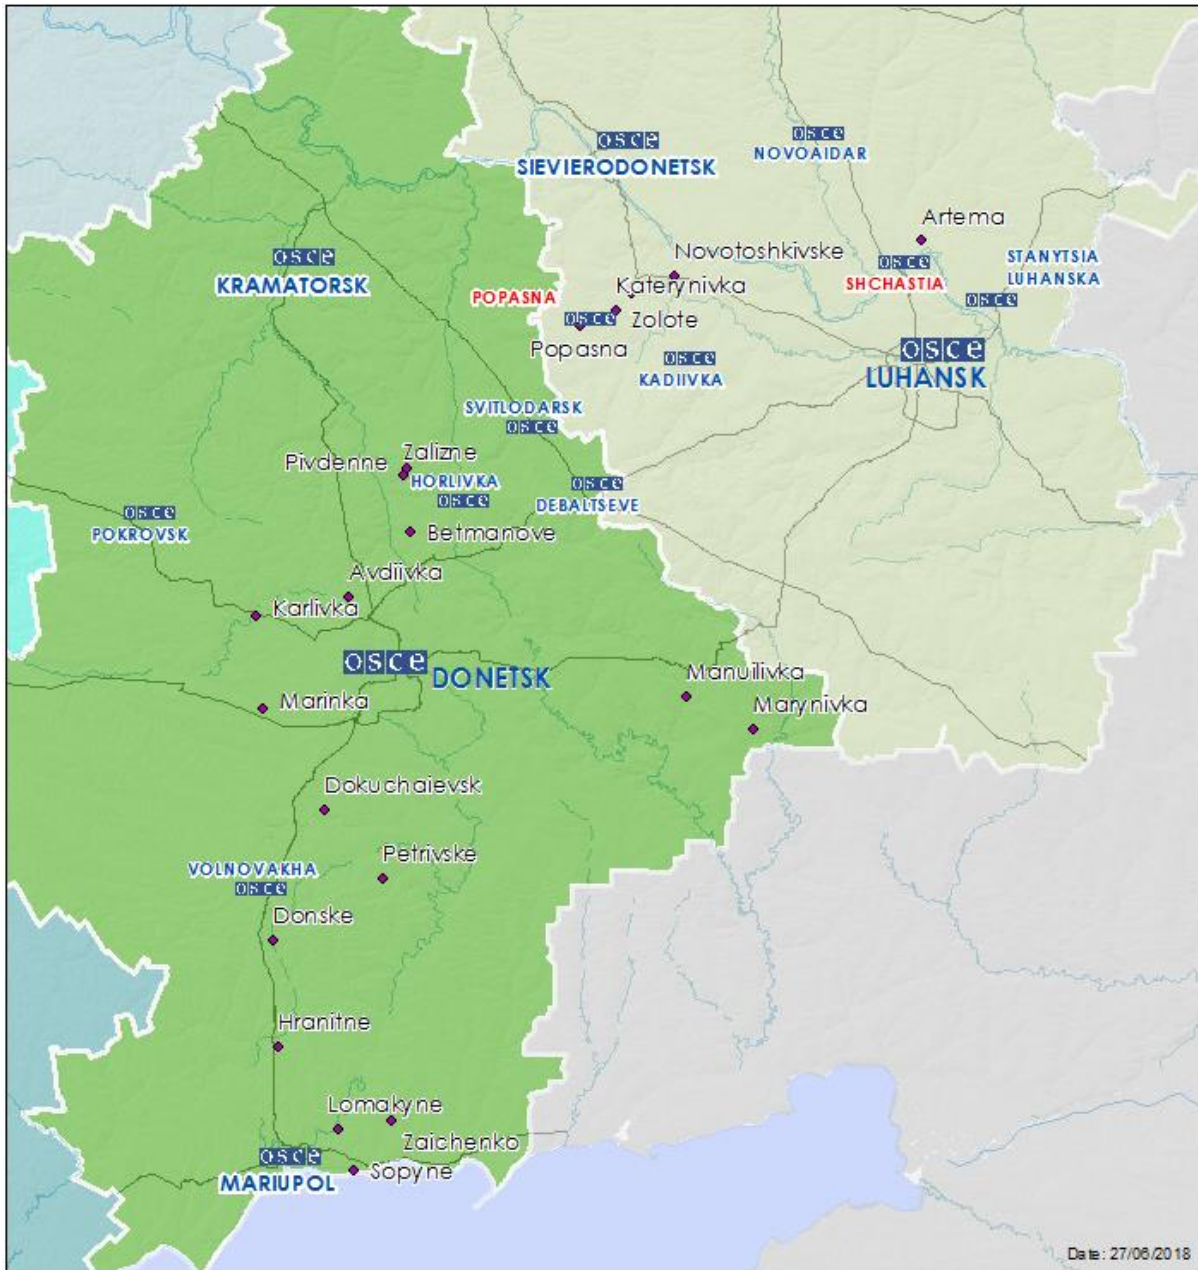 osce
SIEVIERODONETSK
osce
NOVOAIDAR
Artema
osce
KRAMATORSK
Novotoshkivske
osce
SHCHASTIA
STANYTSIA
LUHANSKA
osce
POPASNA
Katerynivka
osce
Zolote
Popasna
osce
KADIIVKA
osce
LUHANSK
SVITLODARSK
osce
Zalizne
Pivdenne
HORLIVKA
osce
osce
DEBALTSEVE
osce
POKROVSK
Betmanove
Avdiivka
Karlivka
osce
DONETSK
Manuilivka
Marinka
Marynivka
Dokuchaievsk
Petrivske
VOLNOVAKHA
osce
Donske
Hranitne
Lomakyne
Zaichenko
osce
MARIUPOL
Sopyne
Date: 27/06/2018